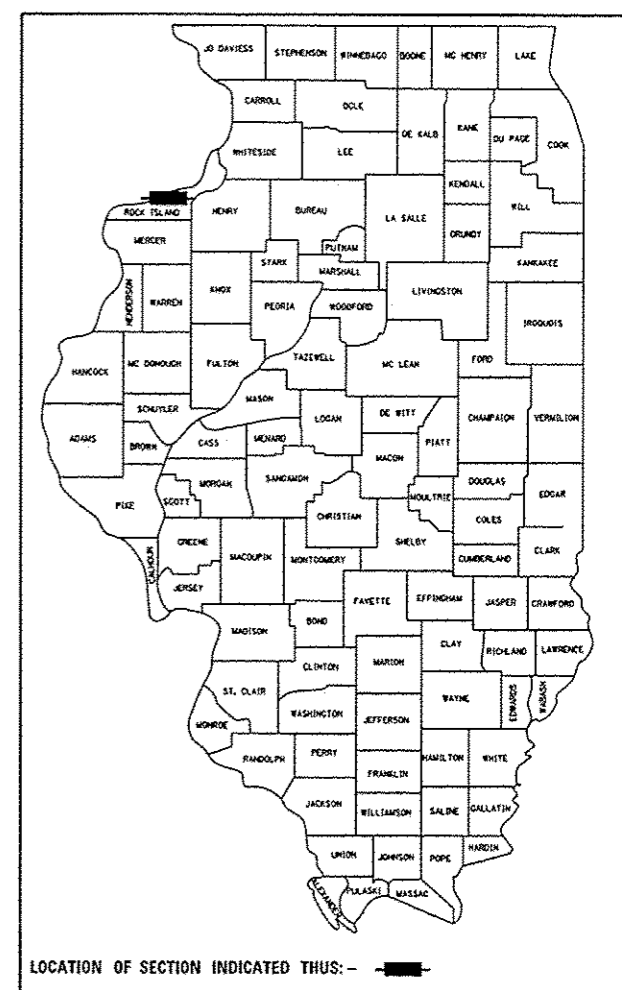 JO DAVIESS STEPHENSON WINNEBAGO BOONE MC HENRY LAKE
CARROLL OGLE DE KALB KANE DU PAGE COOK
WHITESIDE LEE KENDALL WILL
ROCK ISLAND HENRY BUREAU LA SALLE GRUNDY
MERCER PUTNAM KANKAKEE
STARK MARSHALL
HENDERSON WARREN KNOX PEORIA WOODFORD LIVINGSTON IROQUOIS
HANCOCK MC DONOUGH FULTON TAZEWELL MC LEAN FORD
SCHUYLER MASON LOGAN DE WITT CHAMPAIGN VERMILION
ADAMS BROWN CASS MENARD MACON PIATT
PIKE SCOTT MORGAN SANGAMON MOULTRIE DOUGLAS EDGAR
CHRISTIAN COLES
CALHOUN GREENE MACOUPIN MONTGOMERY SHELBY CUMBERLAND CLARK
JERSEY FAYETTE EFFINGHAM JASPER CRAWFORD
MADISON BOND CLAY RICHLAND LAWRENCE
CLINTON MARION
ST. CLAIR WAYNE EDWARDS WABASH
MONROE WASHINGTON JEFFERSON
RANDOLPH PERRY HAMILTON WHITE
FRANKLIN
JACKSON WILLIAMSON SALINE GALLATIN
UNION JOHNSON POPE HARDIN
ALEXANDER PULASKI MASSAC
LOCATION OF SECTION INDICATED THUS:-